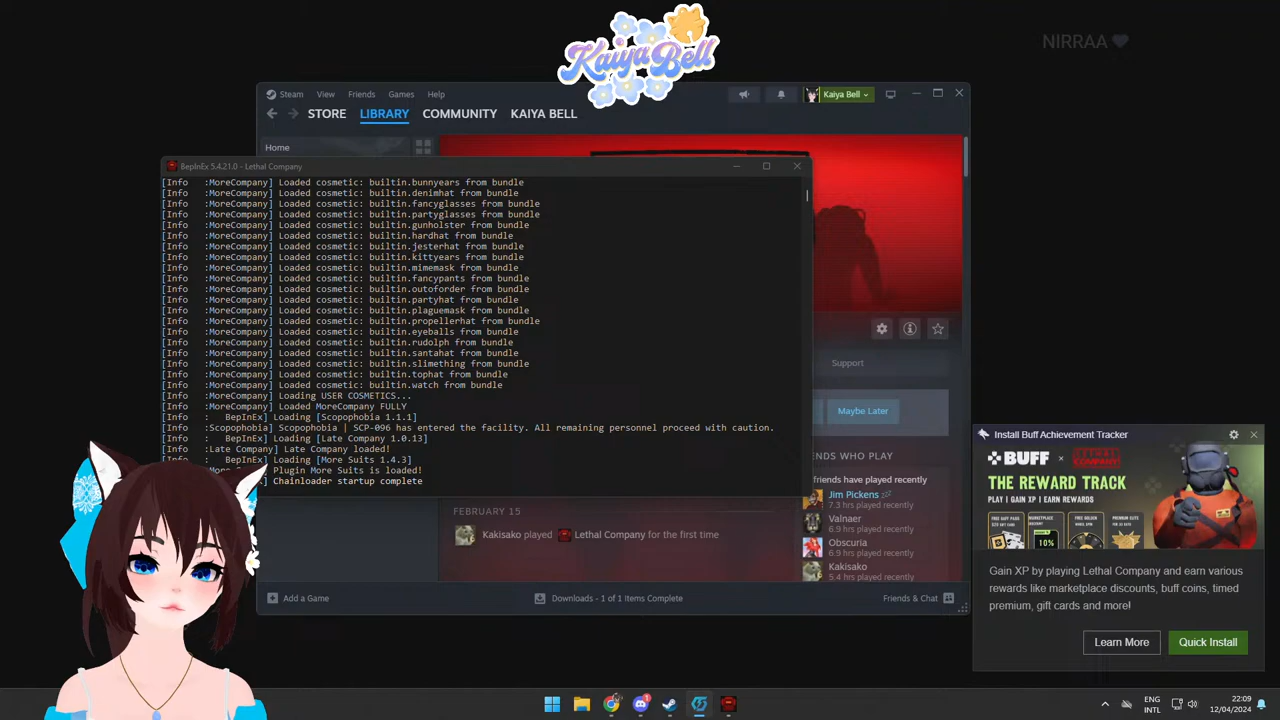 KaiyaBell
NIRRAA
Steam View Friends Games Help
Kaiya Bell
STORE LIBRARY COMMUNITY KAIYA BELL
Home
BepInEx 5.4.21.0 - Lethal Company
[Info :MoreCompany] Loaded cosmetic: builtin.bunnyears from bundle
[Info :MoreCompany] Loaded cosmetic: builtin.denimhat from bundle
[Info :MoreCompany] Loaded cosmetic: builtin.fancyglasses from bundle
[Info :MoreCompany] Loaded cosmetic: builtin.partyglasses from bundle
[Info :MoreCompany] Loaded cosmetic: builtin.gunholster from bundle
[Info :MoreCompany] Loaded cosmetic: builtin.hardhat from bundle
[Info :MoreCompany] Loaded cosmetic: builtin.jesterhat from bundle
[Info :MoreCompany] Loaded cosmetic: builtin.kittyears from bundle
[Info :MoreCompany] Loaded cosmetic: builtin.mimemask from bundle
[Info :MoreCompany] Loaded cosmetic: builtin.fancypants from bundle
[Info :MoreCompany] Loaded cosmetic: builtin.outoforder from bundle
[Info :MoreCompany] Loaded cosmetic: builtin.partyhat from bundle
[Info :MoreCompany] Loaded cosmetic: builtin.plaguemask from bundle
[Info :MoreCompany] Loaded cosmetic: builtin.propellerhat from bundle
[Info :MoreCompany] Loaded cosmetic: builtin.eyeballs from bundle
[Info :MoreCompany] Loaded cosmetic: builtin.rudolph from bundle
[Info :MoreCompany] Loaded cosmetic: builtin.santahat from bundle
[Info :MoreCompany] Loaded cosmetic: builtin.slimething from bundle
[Info :MoreCompany] Loaded cosmetic: builtin.tophat from bundle
[Info :MoreCompany] Loaded cosmetic: builtin.watch from bundle
[Info :MoreCompany] Loading USER COSMETICS...
[Info :MoreCompany] Loaded MoreCompany FULLY
[Info : BepInEx] Loading [Scopophobia 1.1.1]
[Info :Scopophobia] Scopophobia | SCP-096 has entered the facility. All remaining personnel proceed with caution.
[Info : BepInEx] Loading [Late Company 1.0.13]
[Info :Late Company] Late Company loaded!
[Info : BepInEx] Loading [More Suits 1.4.3]
Plugin More Suits is loaded!
] Chainloader startup complete
Support
Maybe Later
ENDS WHO PLAY
friends have played recently
Jim Pickens zzz
7.3 hrs played recently
Valnaer
6.9 hrs played recently
Obscuria
6.9 hrs played recently
Kakisako
5.4 hrs played recently
FEBRUARY 15
Kakisako played Lethal Company for the first time
Add a Game
Downloads - 1 of 1 Items Complete
Friends & Chat
Install Buff Achievement Tracker
BUFF x
THE REWARD TRACK
PLAY | GAIN XP | EARN REWARDS
10%
Gain XP by playing Lethal Company and earn various
rewards like marketplace discounts, buff coins, timed
premium, gift cards and more!
Learn More
Quick Install
ENG
INTL
22:09
12/04/2024